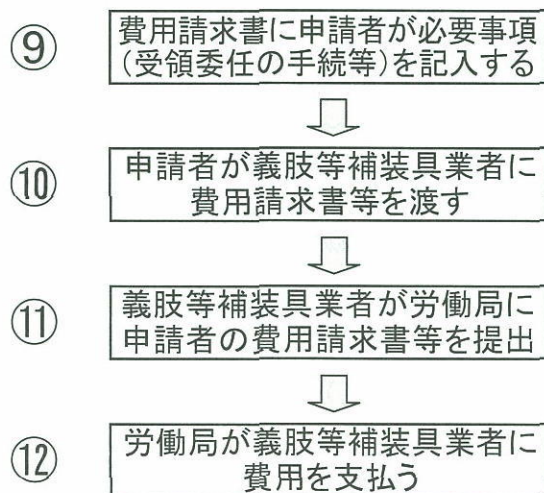 ⑨
費用請求書に申請者が必要事項
(受領委任の手続等)を記入する
⑩
申請者が義肢等補装具業者に
費用請求書等を渡す
⑪
義肢等補装具業者が労働局に
申請者の費用請求書等を提出
⑫
労働局が義肢等補装具業者に
費用を支払う